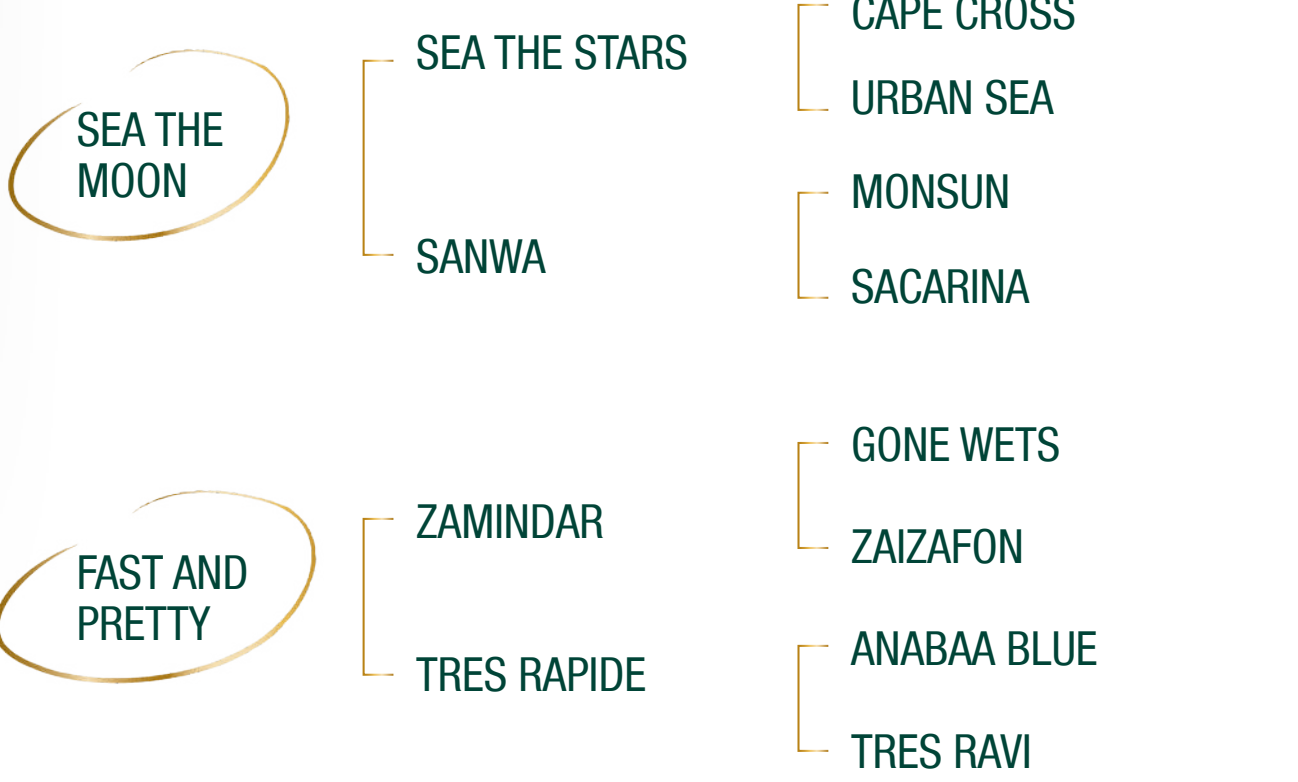 CAPE CROSS
SEA THE STARS
URBAN SEA
SEA THE
MOON
MONSUN
SANWA
SACARINA
GONE WETS
ZAMINDAR
ZAIZAFON
FAST AND
PRETTY
ANABAA BLUE
TRES RAPIDE
TRES RAVI